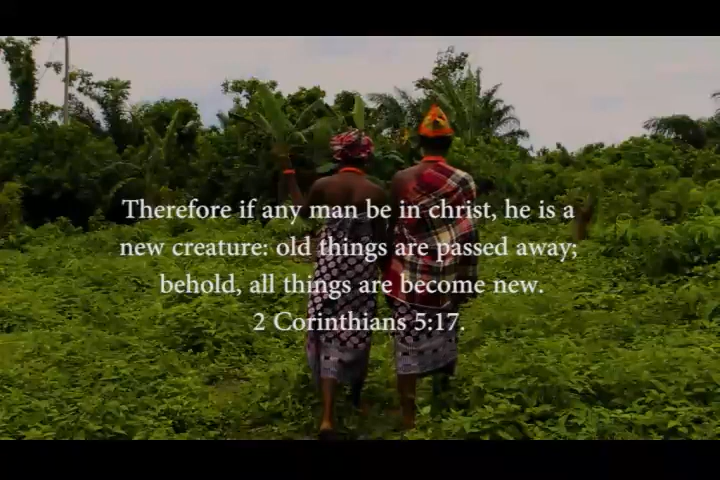 Therefore if any man be in christ, he is a
new creature: old things are passed away;
behold, all things are become new.
2 Corinthians 5:17.